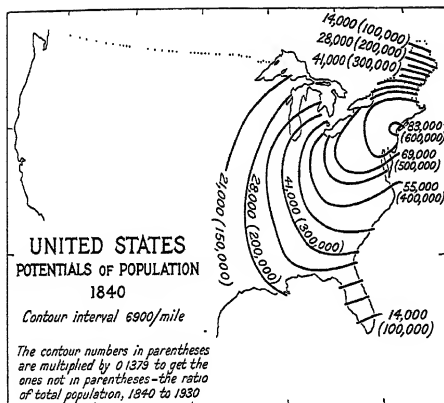 14,000 (100,000)
28,000 (200,000)
41,000 (300,000)
83,000
(600,000)
69,000
(500,000)
55,000
(400,000)
41,000 (300,000)
28,000 (200,000)
21,000 (150,000)
14,000
(100,000)
UNITED STATES
POTENTIALS OF POPULATION
1840
Contour interval 6900/mile
The contour numbers in parentheses
are multiplied by 0.1379 to get the
ones not in parentheses-the ratio
of total population, 1840 to 1930